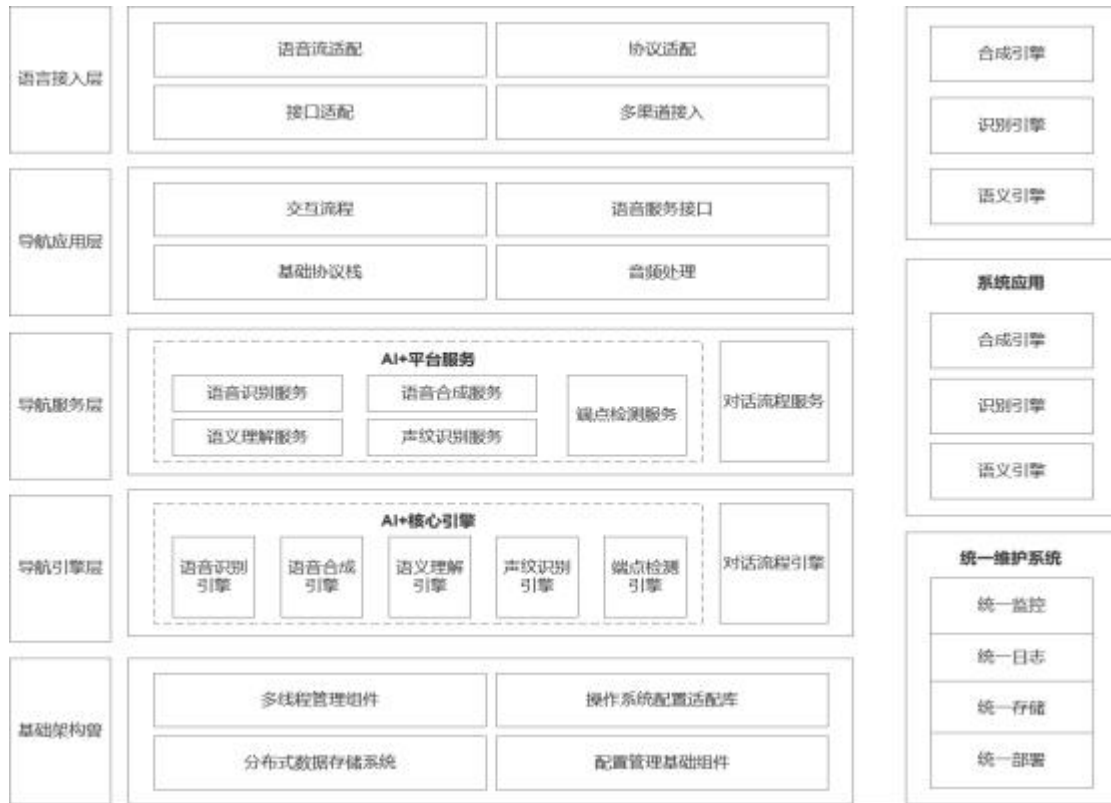 语言接入层
语音流适配
协议适配
接口适配
多渠道接入
导航应用层
交互流程
语音服务接口
基础协议栈
音频处理
导航服务层
AI+平台服务
语音识别服务
语音合成服务
语义理解服务
声纹识别服务
端点检测服务
对话流程服务
导航引擎层
AI+核心引擎
语音识别
引擎
语音合成
引擎
语义理解
引擎
声纹识别
引擎
端点检测
引擎
对话流程引擎
基础架构曾
多线程管理组件
操作系统配置适配库
分布式数据存储系统
配置管理基础组件
合成引擎
识别引擎
语义引擎
系统应用
合成引擎
识别引擎
语义引擎
统一维护系统
统一监控
统一日志
统一存储
统一部署